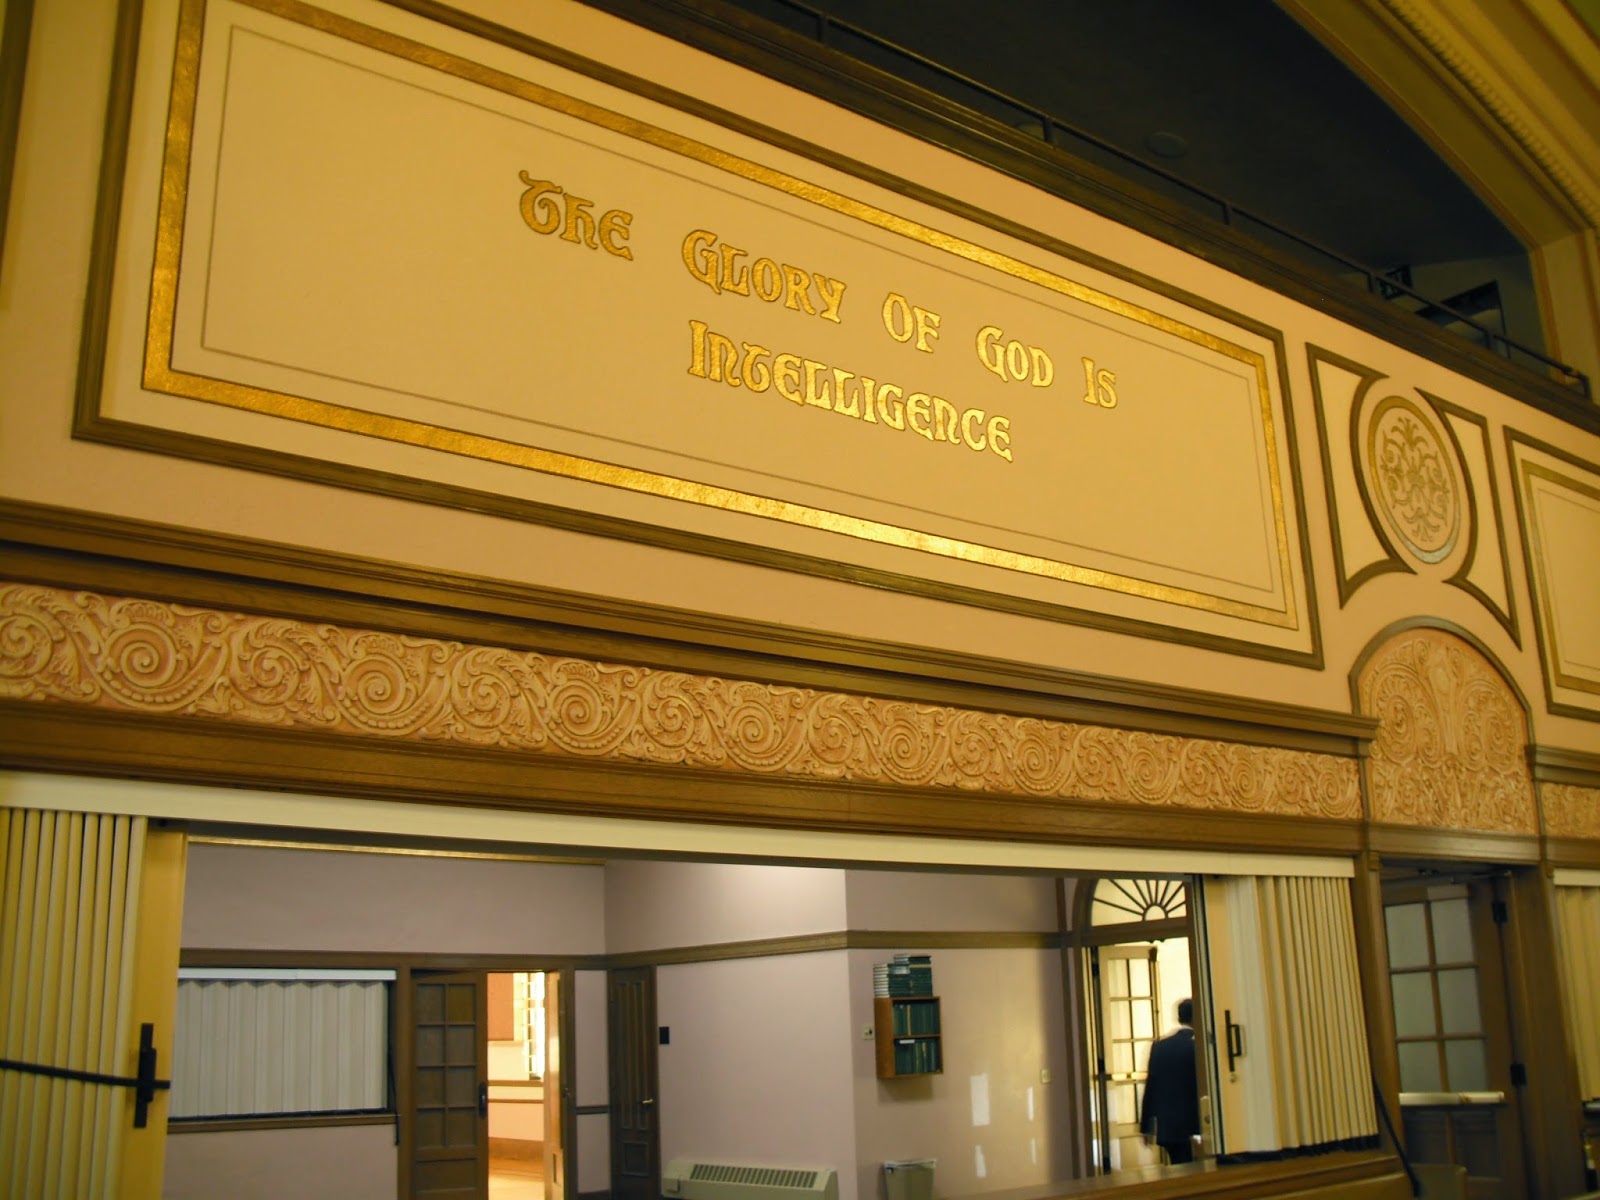 The Glory Of God Is
Intelligence